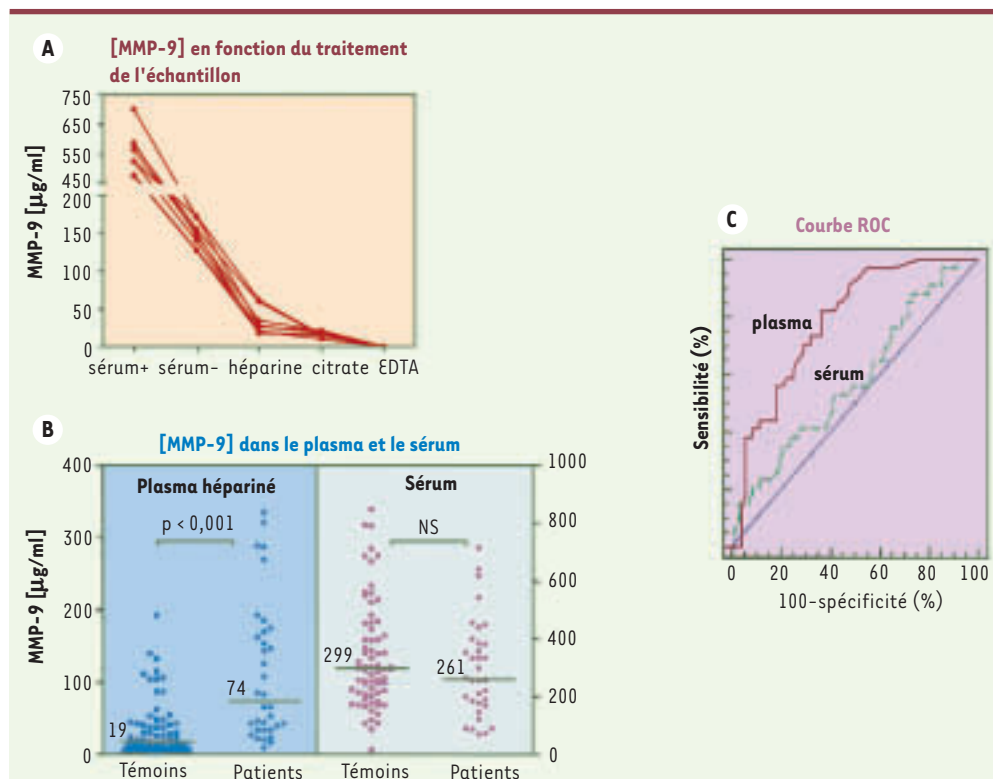 A
[MMP-9] en fonction du traitement
de l'échantillon
MMP-9 [µg/ml]
750
650
550
450
200
150
100
50
0
sérum+ sérum- héparine citrate EDTA
B
[MMP-9] dans le plasma et le sérum
MMP-9 [µg/ml]
400
300
200
100
0
Plasma hépariné
p < 0,001
19
74
Sérum
NS
299
261
1000
800
600
400
200
0
Témoins Patients Témoins Patients
C
Courbe ROC
Sensibilité (%)
plasma
sérum
0 20 40 60 80 100
100-spécificité (%)